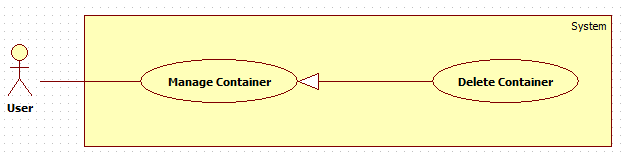 System
Manage Container
Delete Container
User